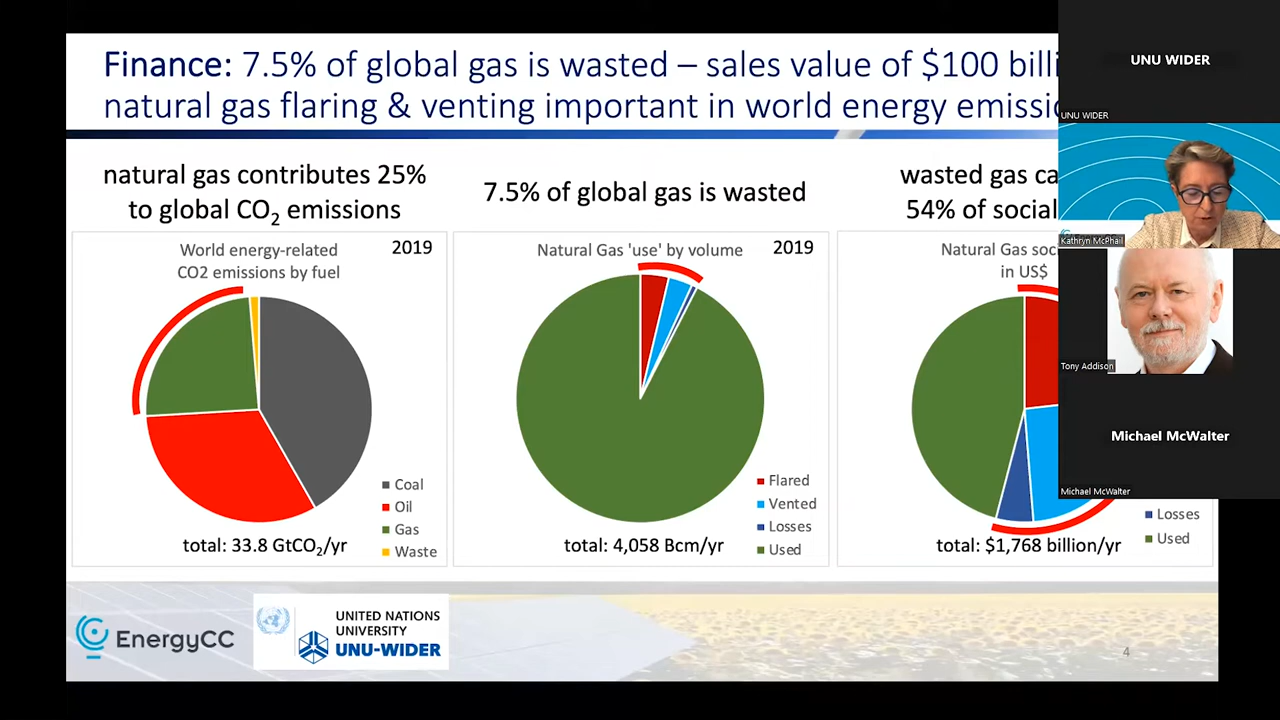 Finance: 7.5% of global gas is wasted – sales value of $100 billi
natural gas flaring & venting important in world energy emissio
natural gas contributes 25%
to global CO2 emissions
World energy-related
CO2 emissions by fuel
2019
Coal
Oil
Gas
Waste
total: 33.8 GtCO2/yr
7.5% of global gas is wasted
Natural Gas 'use' by volume
2019
Flared
Vented
Losses
Used
total: 4,058 Bcm/yr
wasted gas ca
54% of social
Natural Gas soc
in US$
Losses
Used
total: $1,768 billion/yr
EnergyCC
UNITED NATIONS
UNIVERSITY
UNU-WIDER
4
UNU WIDER
UNU WIDER
Kathryn McPhail
Tony Addison
Michael McWalter
Michael McWalter